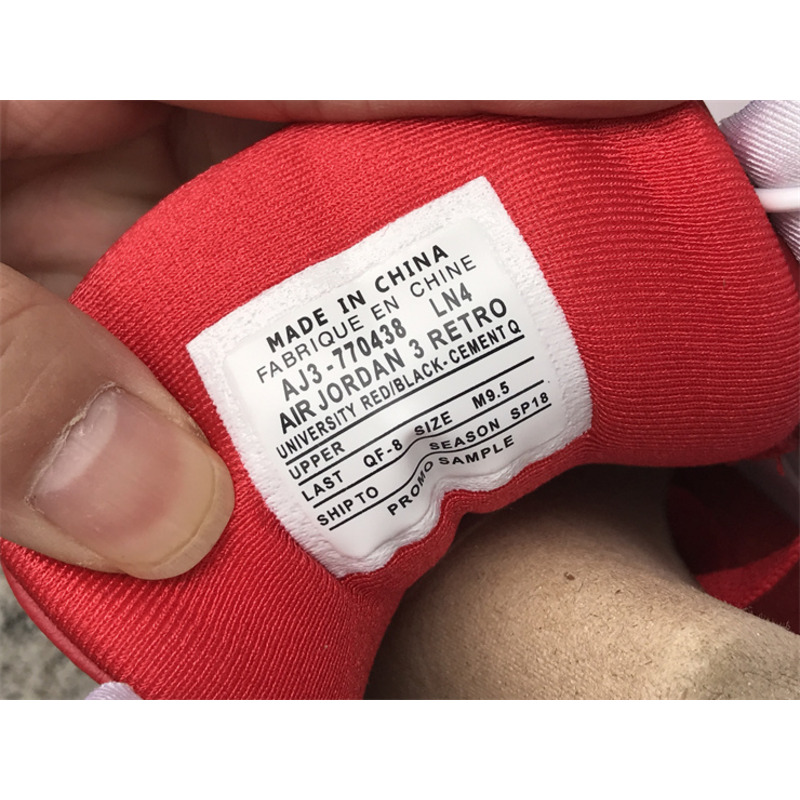 MADE IN CHINA
FABRIQUE EN CHINE
AJ3-770438 LN4
AIR JORDAN 3 RETRO
UNIVERSITY RED/BLACK-CEMENT Q
UPPER
LAST QF-8 SIZE M9.5
SHIP TO SEASON SP18
PROMO SAMPLE